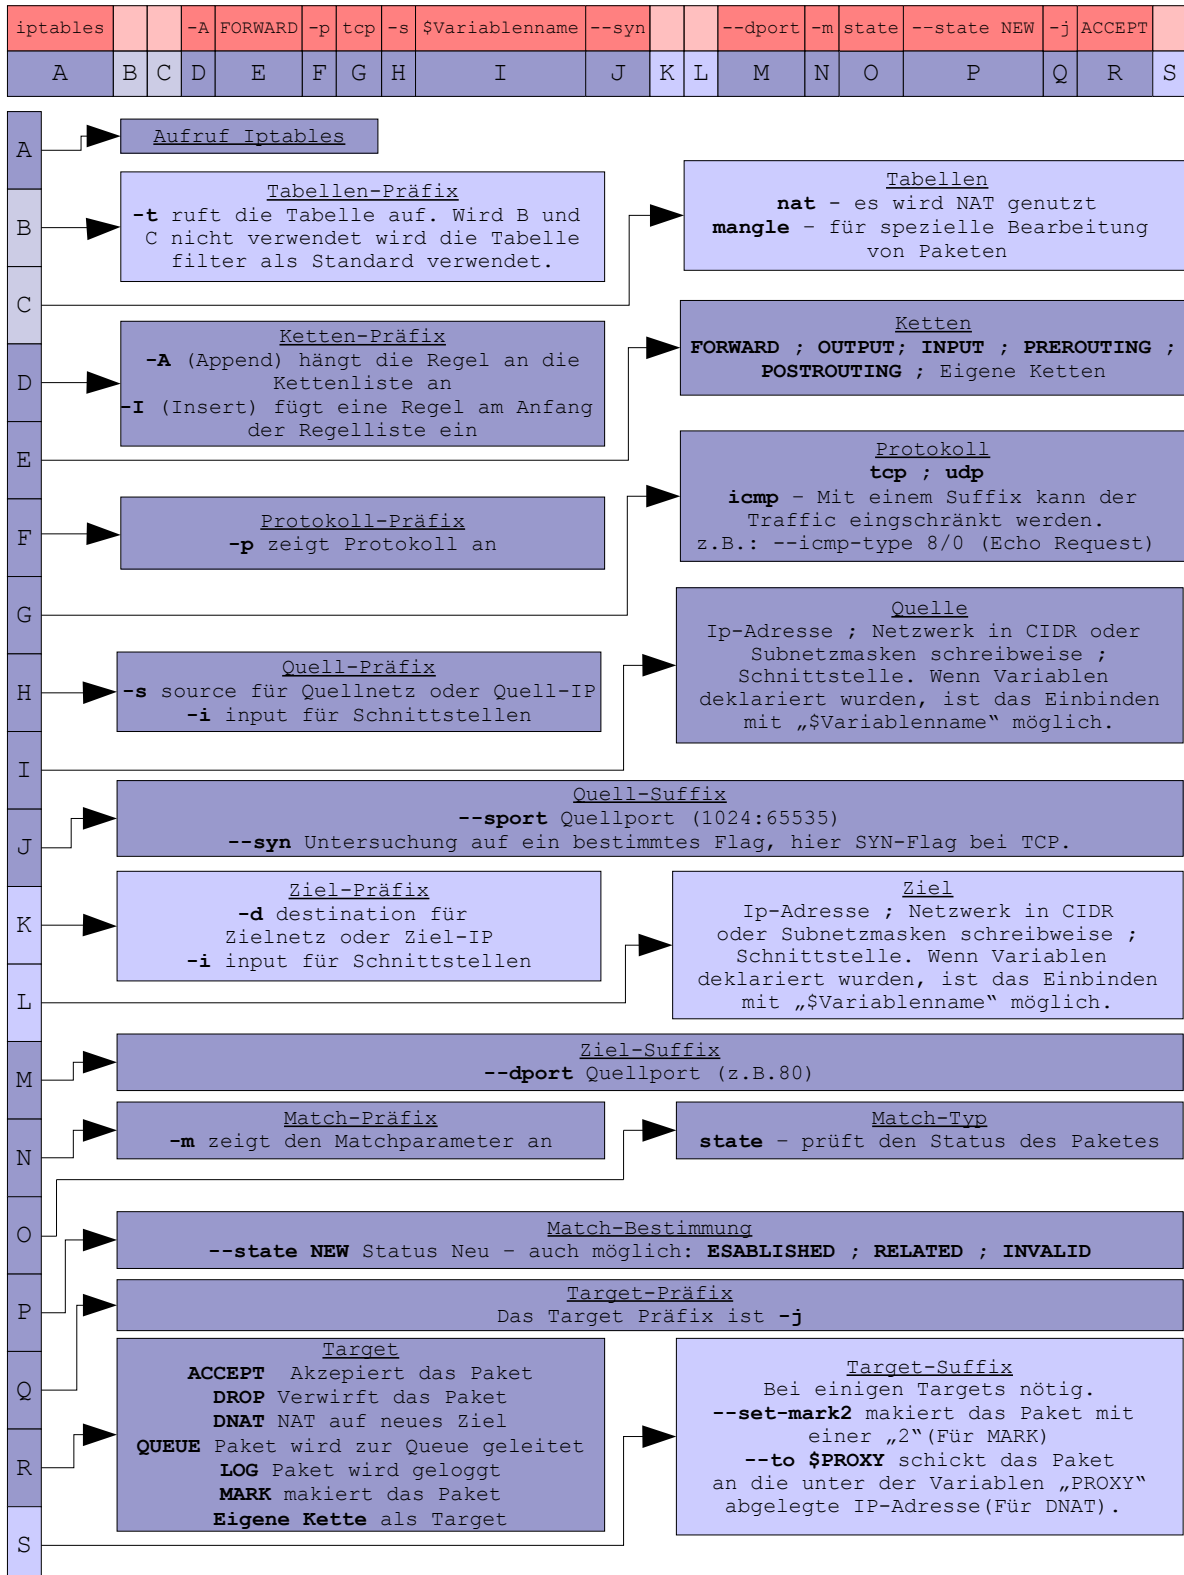 iptables -A FORWARD -p tcp -s $Variablenname --syn --dport -m state --state NEW -j ACCEPT
A B C D E F G H I J K L M N O P Q R S
A
Aufruf Iptables
B
Tabellen-Präfix
-t ruft die Tabelle auf. Wird B und
C nicht verwendet wird die Tabelle
filter als Standard verwendet.
Tabellen
nat - es wird NAT genutzt
mangle - für spezielle Bearbeitung
von Paketen
C
D
Ketten-Präfix
-A (Append) hängt die Regel an die
Kettenliste an
-I (Insert) fügt eine Regel am Anfang
der Regelliste ein
Ketten
FORWARD ; OUTPUT; INPUT ; PREROUTING ;
POSTROUTING ; Eigene Ketten
E
F
Protokoll-Präfix
-p zeigt Protokoll an
Protokoll
tcp ; udp
icmp – Mit einem Suffix kann der
Traffic eingschränkt werden.
z.B.: --icmp-type 8/0 (Echo Request)
G
H
Quell-Präfix
-s source für Quellnetz oder Quell-IP
-i input für Schnittstellen
Quelle
Ip-Adresse ; Netzwerk in CIDR oder
Subnetzmasken schreibweise ;
Schnittstelle. Wenn Variablen
deklariert wurden, ist das Einbinden
mit „$Variablenname“ möglich.
I
J
Quell-Suffix
--sport Quellport (1024:65535)
--syn Untersuchung auf ein bestimmtes Flag, hier SYN-Flag bei TCP.
K
Ziel-Präfix
-d destination für
Zielnetz oder Ziel-IP
-i input für Schnittstellen
Ziel
Ip-Adresse ; Netzwerk in CIDR
oder Subnetzmasken schreibweise ;
Schnittstelle. Wenn Variablen
deklariert wurden, ist das Einbinden
mit „$Variablenname“ möglich.
L
M
Ziel-Suffix
--dport Quellport (z.B.80)
N
Match-Präfix
-m zeigt den Matchparameter an
Match-Typ
state – prüft den Status des Paketes
O
Match-Bestimmung
--state NEW Status Neu – auch möglich: ESABLISHED ; RELATED ; INVALID
P
Target-Präfix
Das Target Präfix ist -j
Q
Target
ACCEPT Akzepiert das Paket
DROP Verwirft das Paket
DNAT NAT auf neues Ziel
QUEUE Paket wird zur Queue geleitet
LOG Paket wird geloggt
MARK makiert das Paket
Eigene Kette als Target
R
Target-Suffix
Bei einigen Targets nötig.
--set-mark2 makiert das Paket mit
einer „2“(Für MARK)
--to $PROXY schickt das Paket
an die unter der Variablen „PROXY“
abgelegte IP-Adresse(Für DNAT).
S